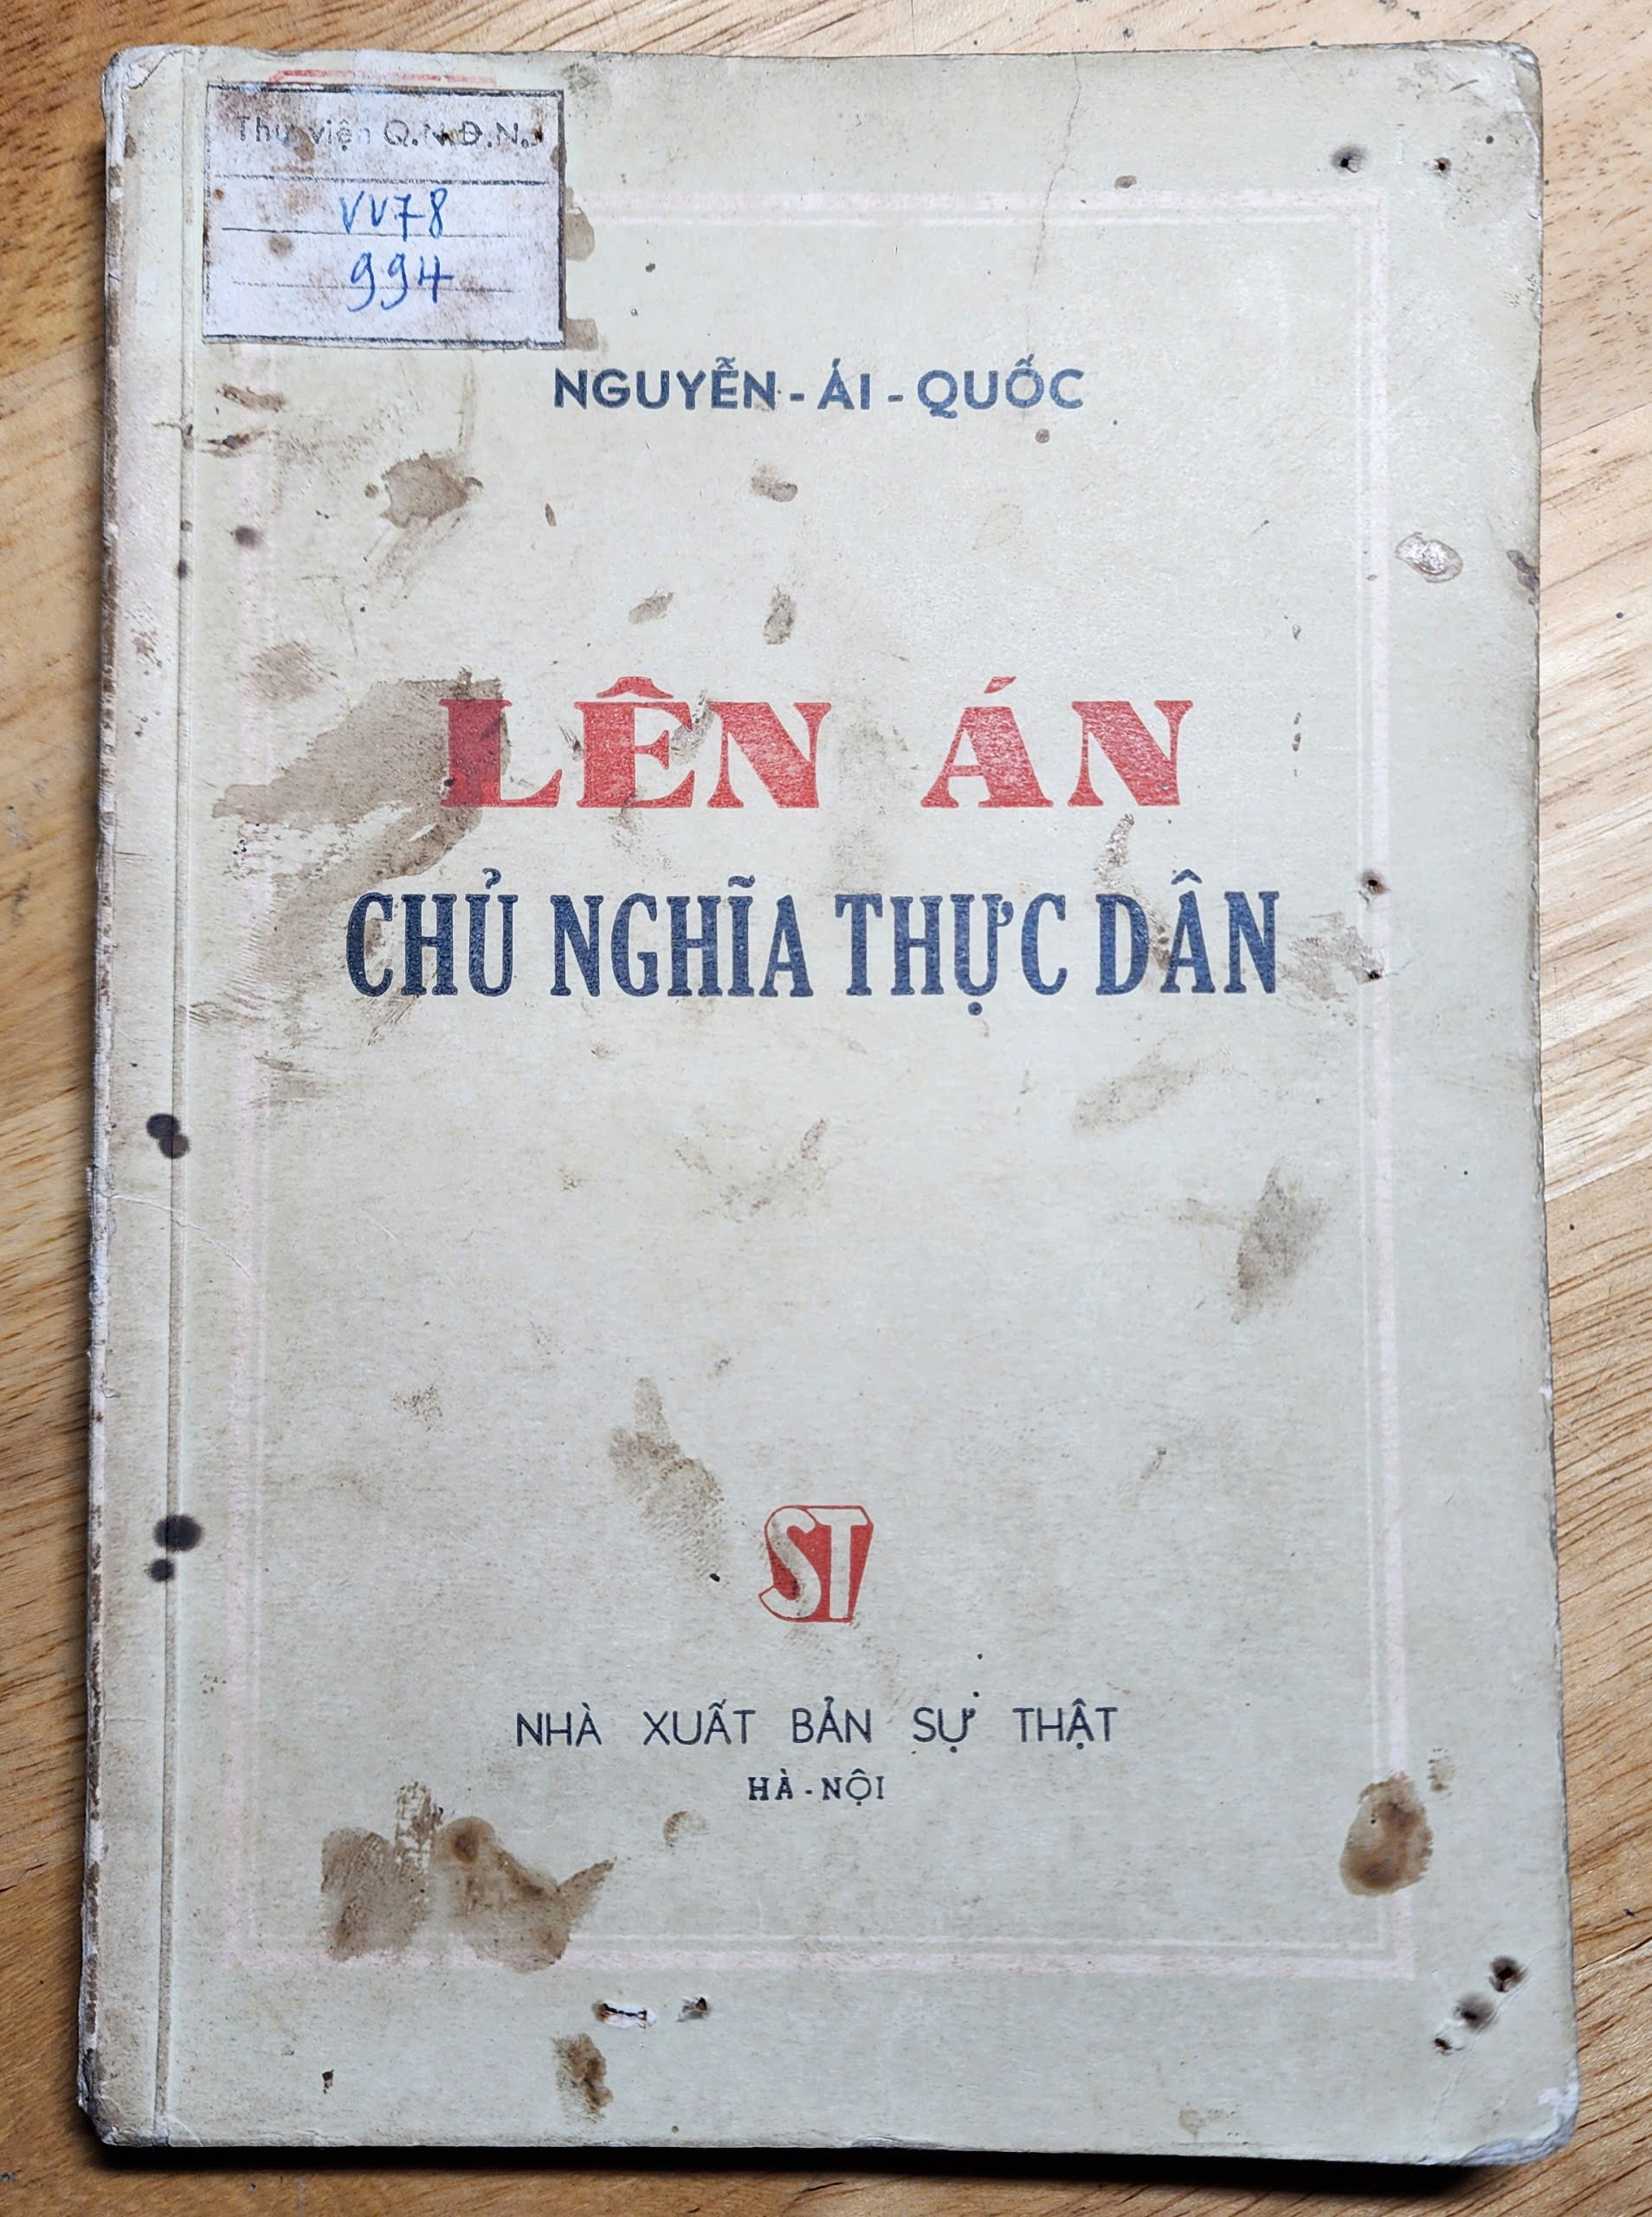 Thư viện Q.N.Đ.N.
VV78
994
NGUYỄN - ÁI - QUỐC
LÊN ÁN
CHỦ NGHĨA THỰC DÂN
ST
NHÀ XUẤT BẢN SỰ THẬT
HÀ - NỘI